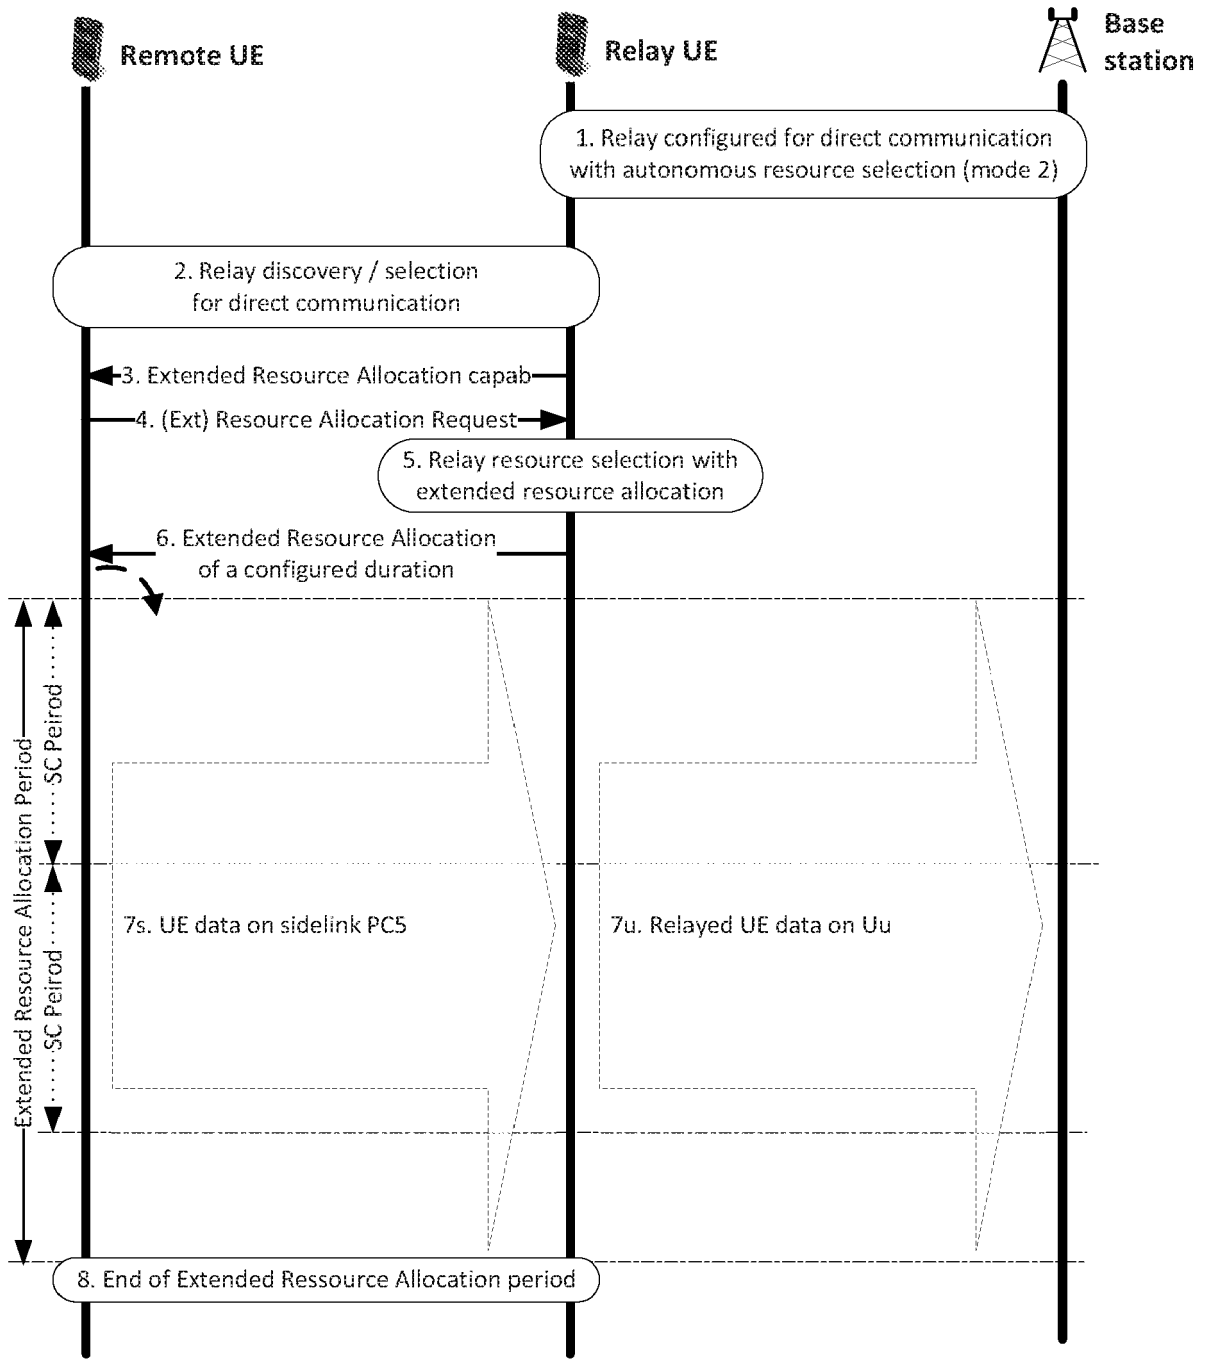 Remote UE
Relay UE
Base
station
1. Relay configured for direct communication
with autonomous resource selection (mode 2)
2. Relay discovery / selection
for direct communication
3. Extended Resource Allocation capab
4. (Ext) Resource Allocation Request
5. Relay resource selection with
extended resource allocation
6. Extended Resource Allocation
of a configured duration
Extended Resource Allocation Period
SC Peirod
SC Peirod
7s. UE data on sidelink PC5
7u. Relayed UE data on Uu
8. End of Extended Ressource Allocation period